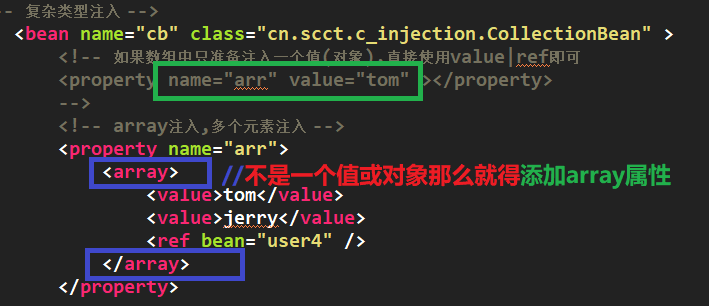 -- 复杂类型注入 -->
<bean name="cb" class="cn.scct.c_injection.CollectionBean" >
<!-- 如果数组中只准备注入一个值(对象),直接使用value|ref即可
<property name="arr" value="tom" ></property>
-->
<!-- array注入,多个元素注入 -->
<property name="arr">
<array> //不是一个值或对象那么就得添加array属性
<value>tom</value>
<value>jerry</value>
<ref bean="user4" />
</array>
</property>